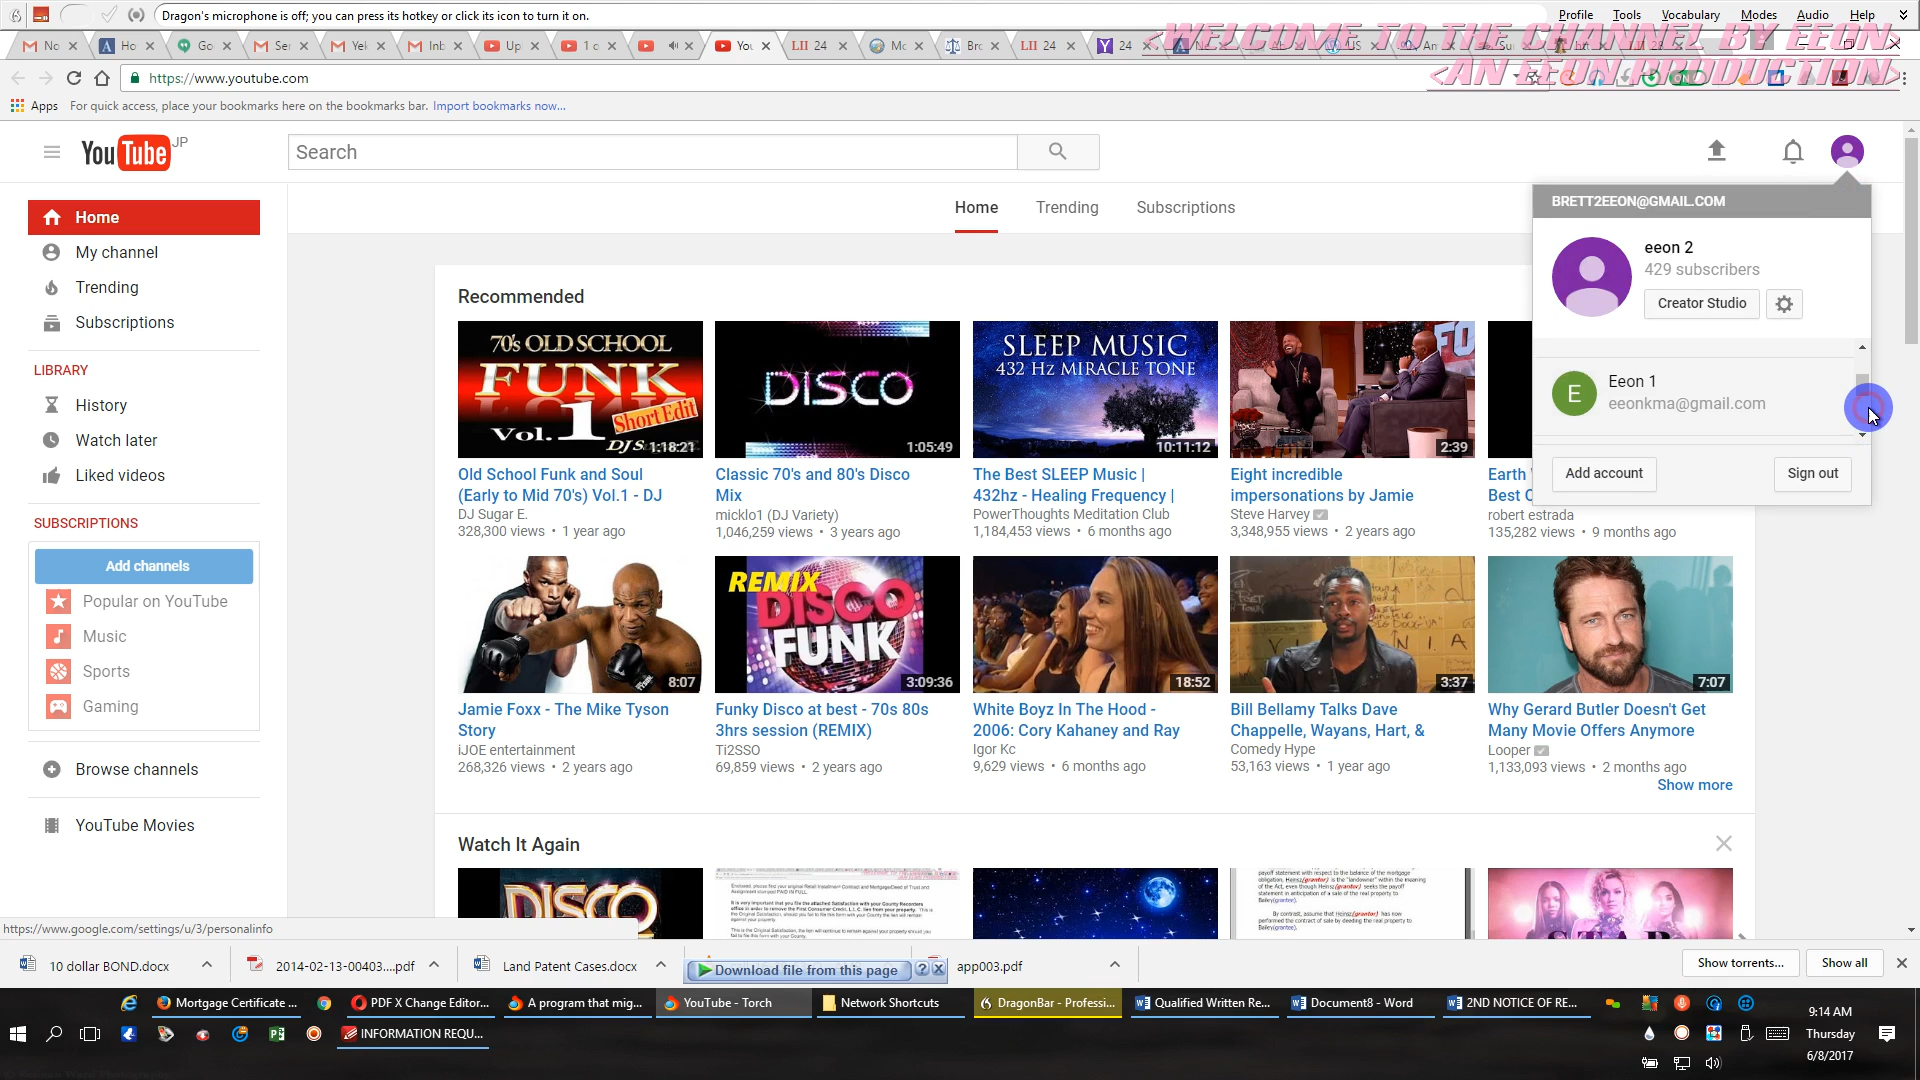 Dragon's microphone is off; you can press its hotkey or click its icon to turn it on.
Profile Tools Vocabulary Modes Audio Help
<WELCOME TO THE CHANNEL BY EEON>
<AN EEON PRODUCTION>
https://www.youtube.com
Apps For quick access, place your bookmarks here on the bookmarks bar. Import bookmarks now...
YouTube JP
Search
BRETT2EEON@GMAIL.COM
eeon 2
429 subscribers
Creator Studio
Eeon 1
eeonkma@gmail.com
Add account Sign out
Home Trending Subscriptions
Home
My channel
Trending
Subscriptions
LIBRARY
History
Watch later
Liked videos
SUBSCRIPTIONS
Add channels
Popular on YouTube
Music
Sports
Gaming
Browse channels
YouTube Movies
Recommended
70's OLD SCHOOL
FUNK
Short Edit
Vol. 1
DJ S
1:18:21
DISCO
1:05:49
SLEEP MUSIC
432 Hz MIRACLE TONE
10:11:12
2:39
Old School Funk and Soul
(Early to Mid 70's) Vol.1 - DJ
DJ Sugar E.
328,300 views • 1 year ago
Classic 70's and 80's Disco
Mix
micklo1 (DJ Variety)
1,046,259 views • 3 years ago
The Best SLEEP Music |
432hz - Healing Frequency |
PowerThoughts Meditation Club
1,184,453 views • 6 months ago
Eight incredible
impersonations by Jamie
Steve Harvey
3,348,955 views • 2 years ago
Earth
Best C
robert estrada
135,282 views • 9 months ago
8:07
REMIX
DISCO
FUNK
3:09:36
18:52
3:37
7:07
Jamie Foxx - The Mike Tyson
Story
iJOE entertainment
268,326 views • 2 years ago
Funky Disco at best - 70s 80s
3hrs session (REMIX)
Ti2SSO
69,859 views • 2 years ago
White Boyz In The Hood -
2006: Cory Kahaney and Ray
Igor Kc
9,629 views • 6 months ago
Bill Bellamy Talks Dave
Chappelle, Wayans, Hart, &
Comedy Hype
53,163 views • 1 year ago
Why Gerard Butler Doesn't Get
Many Movie Offers Anymore
Looper
1,133,093 views • 2 months ago
Show more
Watch It Again
DISCO
https://www.google.com/settings/u/3/personalinfo
10 dollar BOND.docx
2014-02-13-00403....pdf
Land Patent Cases.docx
Download file from this page
app003.pdf
Show torrents...
Show all
Mortgage Certificate ...
PDF X Change Editor...
A program that mig...
YouTube - Torch
Network Shortcuts
DragonBar - Professi...
Qualified Written Re...
Document8 - Word
2ND NOTICE OF RE...
INFORMATION REQU...
9:14 AM
Thursday
6/8/2017